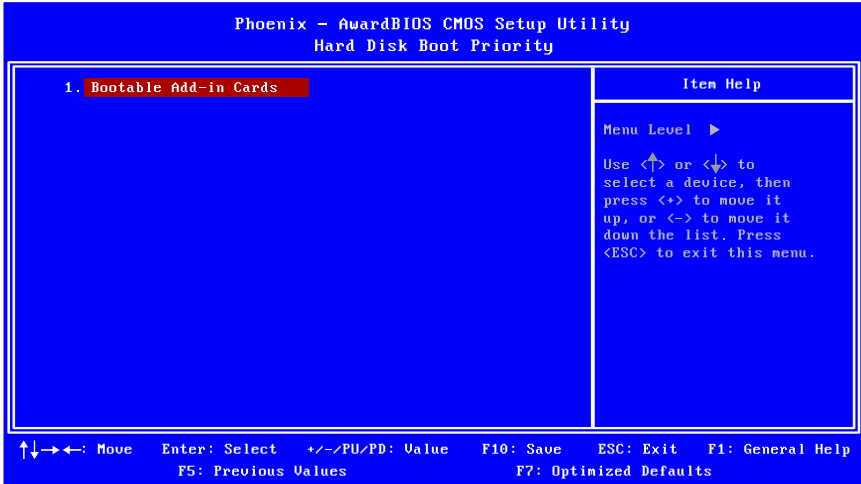 Phoenix – AwardBIOS CMOS Setup Utility
Hard Disk Boot Priority
1. Bootable Add-in Cards
Item Help
Menu Level ▶
Use <↑> or <↓> to
select a device, then
press <+> to move it
up, or <-> to move it
down the list. Press
<ESC> to exit this menu.
↑↓→←: Move Enter: Select +/-/PU/PD: Value F10: Save ESC: Exit F1: General Help
F5: Previous Values F7: Optimized Defaults